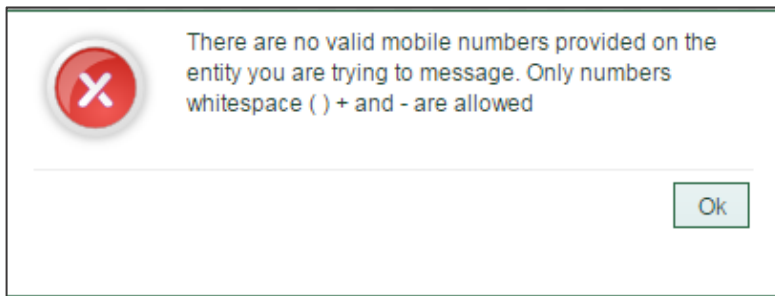 There are no valid mobile numbers provided on the
entity you are trying to message. Only numbers
whitespace ( ) + and - are allowed
Ok